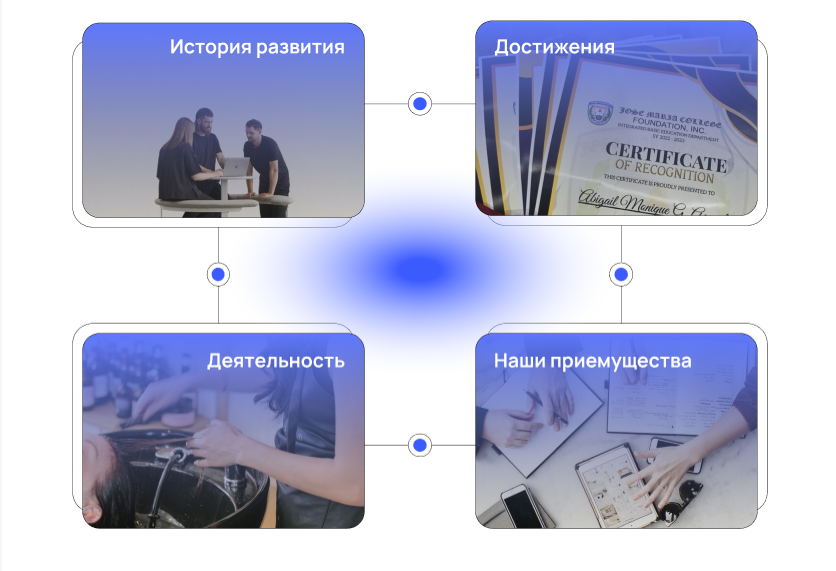 История развития
Достижения
JOSE MARIA COLLEGE
FOUNDATION, INC.
INTEGRATED BASIC EDUCATION DEPARTMENT
SY 2022 - 2023
CERTIFICATE
OF RECOGNITION
THIS CERTIFICATE IS PROUDLY PRESENTED TO
Abigail Monique G.
Деятельность
Наши приемущества